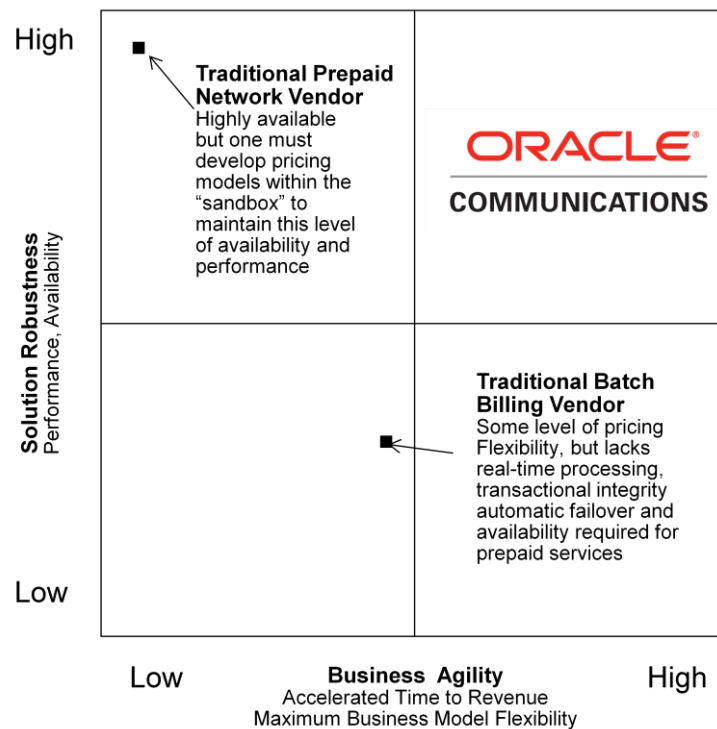 High
Traditional Prepaid
Network Vendor
Highly available
but one must
develop pricing
models within the
“sandbox” to
maintain this level
of availability and
performance
ORACLE®
COMMUNICATIONS
Solution Robustness
Performance, Availability
Traditional Batch
Billing Vendor
Some level of pricing
Flexibility, but lacks
real-time processing,
transactional integrity
automatic failover and
availability required for
prepaid services
Low
Low
Business Agility
High
Accelerated Time to Revenue
Maximum Business Model Flexibility